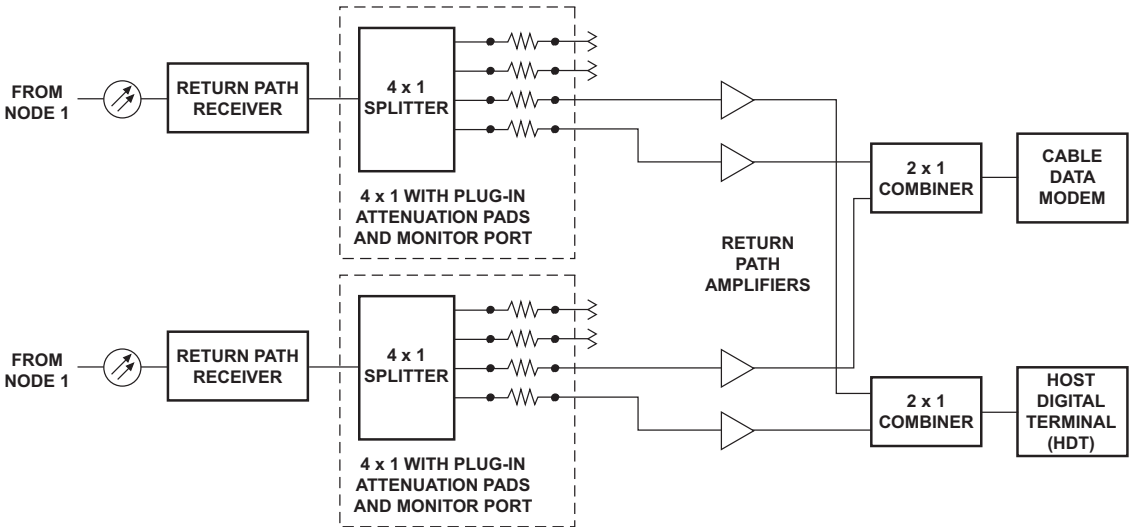 FROM
NODE 1
RETURN PATH
RECEIVER
4 x 1
SPLITTER
4 x 1 WITH PLUG-IN
ATTENUATION PADS
AND MONITOR PORT
RETURN
PATH
AMPLIFIERS
2 x 1
COMBINER
CABLE
DATA
MODEM
FROM
NODE 1
RETURN PATH
RECEIVER
4 x 1
SPLITTER
4 x 1 WITH PLUG-IN
ATTENUATION PADS
AND MONITOR PORT
2 x 1
COMBINER
HOST
DIGITAL
TERMINAL
(HDT)